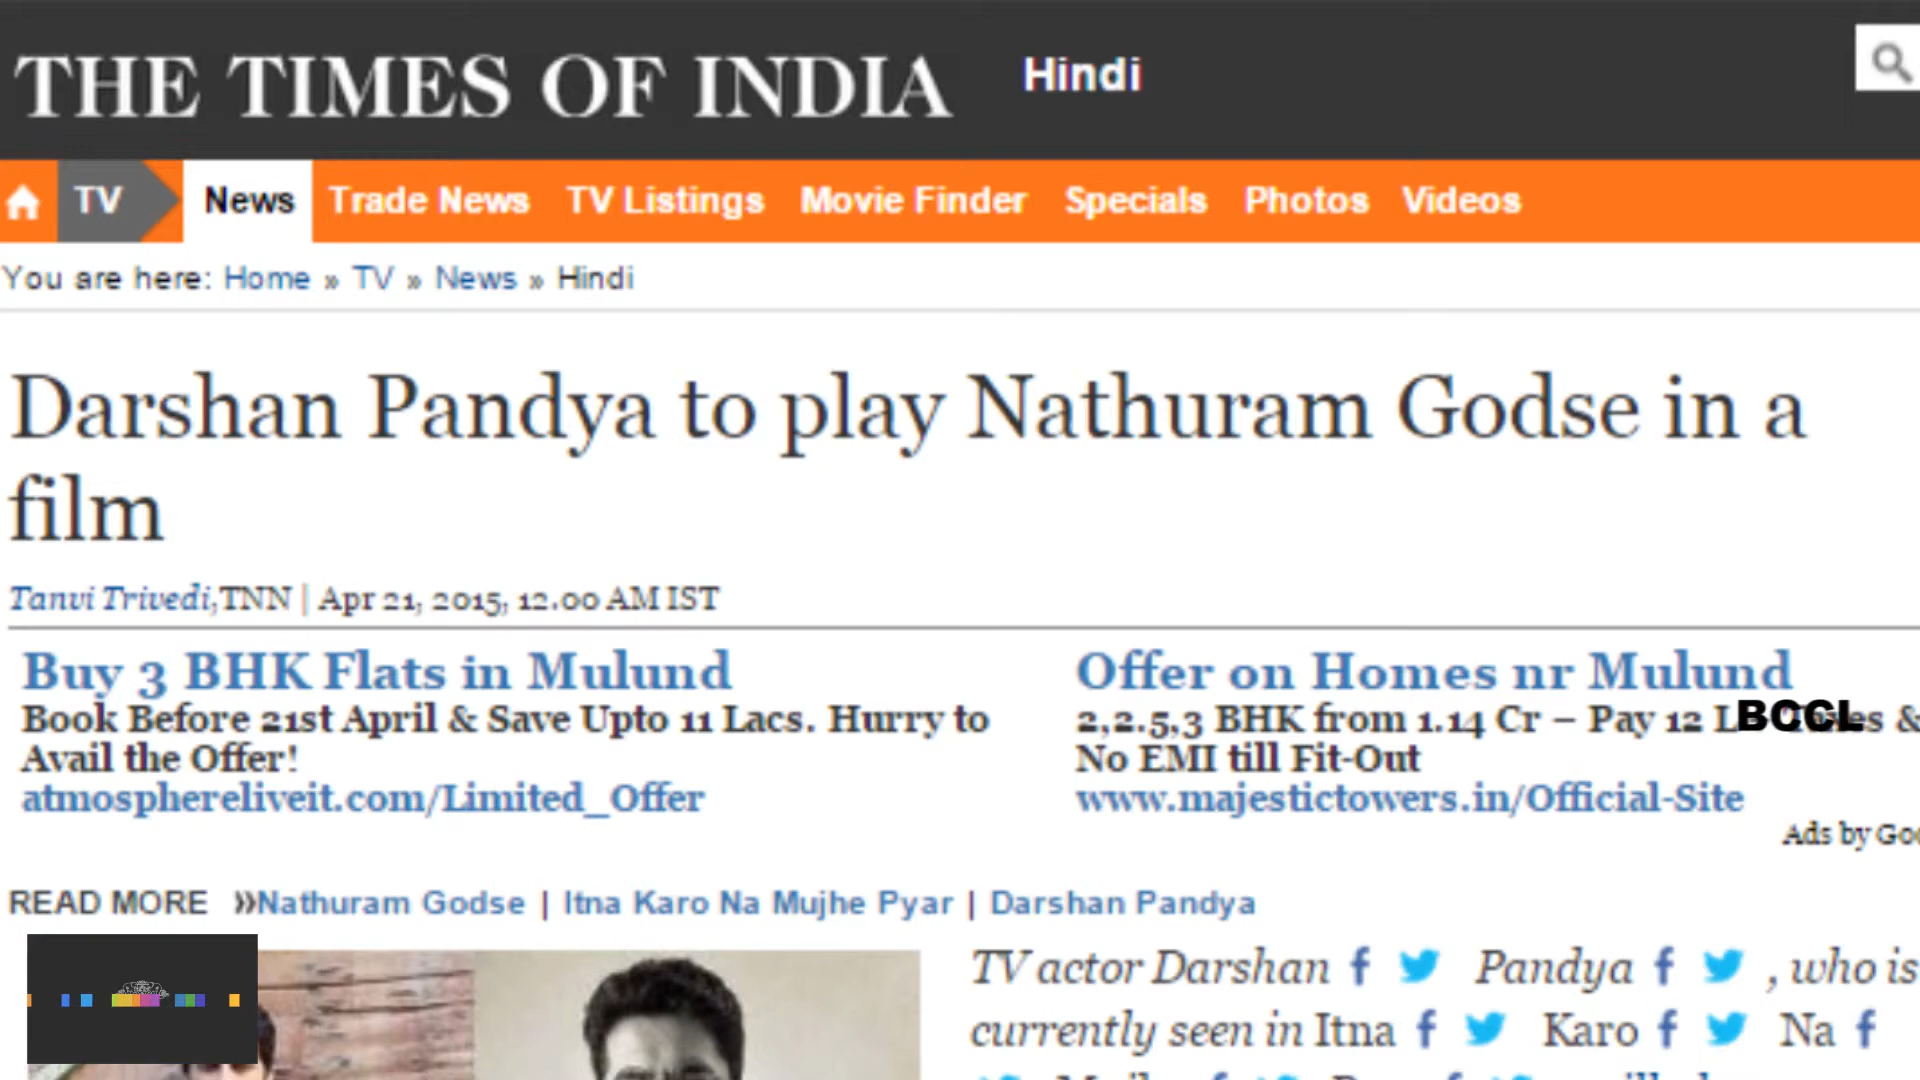 THE TIMES OF INDIA Hindi
TV News Trade News TV Listings Movie Finder Specials Photos Videos
You are here: Home » TV » News » Hindi
Darshan Pandya to play Nathuram Godse in a
film
Tanvi Trivedi,TNN | Apr 21, 2015, 12.00 AM IST
Buy 3 BHK Flats in Mulund
Book Before 21st April & Save Upto 11 Lacs. Hurry to
Avail the Offer!
atmosphereliveit.com/Limited_Offer
Offer on Homes nr Mulund
2,2.5,3 BHK from 1.14 Cr – Pay 12 &
BCCL
No EMI till Fit-Out
www.majestictowers.in/Official-Site
Ads by
READ MORE »Nathuram Godse | Itna Karo Na Mujhe Pyar | Darshan Pandya
TV actor Darshan Pandya , who is
currently seen in Itna Karo Na